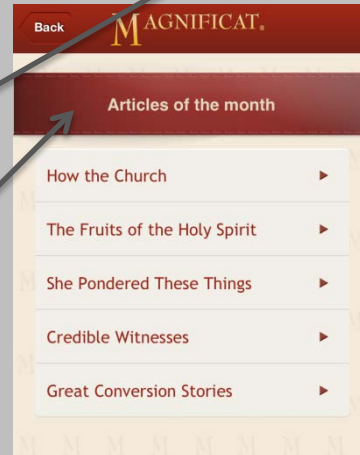 Back
MAGNIFICAT®
Articles of the month
How the Church
The Fruits of the Holy Spirit
She Pondered These Things
Credible Witnesses
Great Conversion Stories